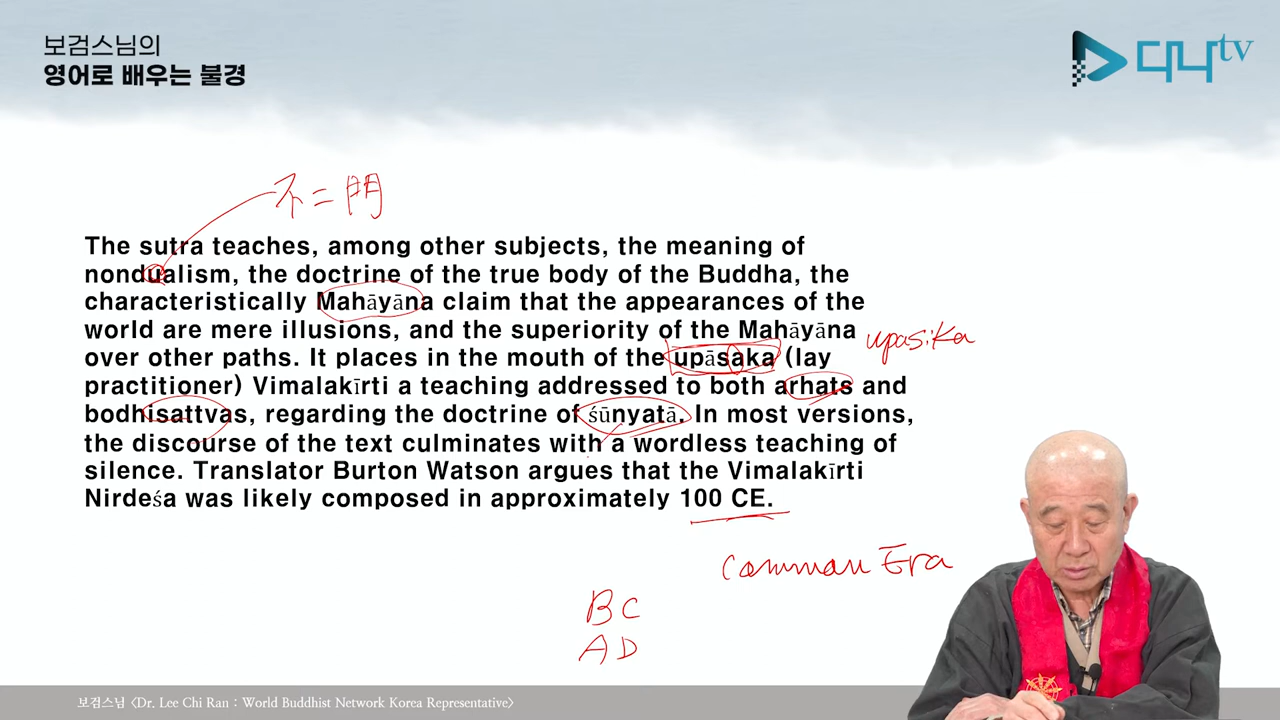 보검스님의
영어로 배우는 불경
다나tv
不二門
The sutra teaches, among other subjects, the meaning of
nondualism, the doctrine of the true body of the Buddha, the
characteristically Mahāyāna claim that the appearances of the
world are mere illusions, and the superiority of the Mahāyāna
over other paths. It places in the mouth of the upāsaka (lay
upasika
practitioner) Vimalakīrti a teaching addressed to both arhats and
bodhisattvas, regarding the doctrine of śūnyatā. In most versions,
the discourse of the text culminates with a wordless teaching of
silence. Translator Burton Watson argues that the Vimalakīrti
Nirdeśa was likely composed in approximately 100 CE.
Common Era
BC
AD
보검스님 〈Dr. Lee Chi Ran : World Buddhist Network Korea Representative〉